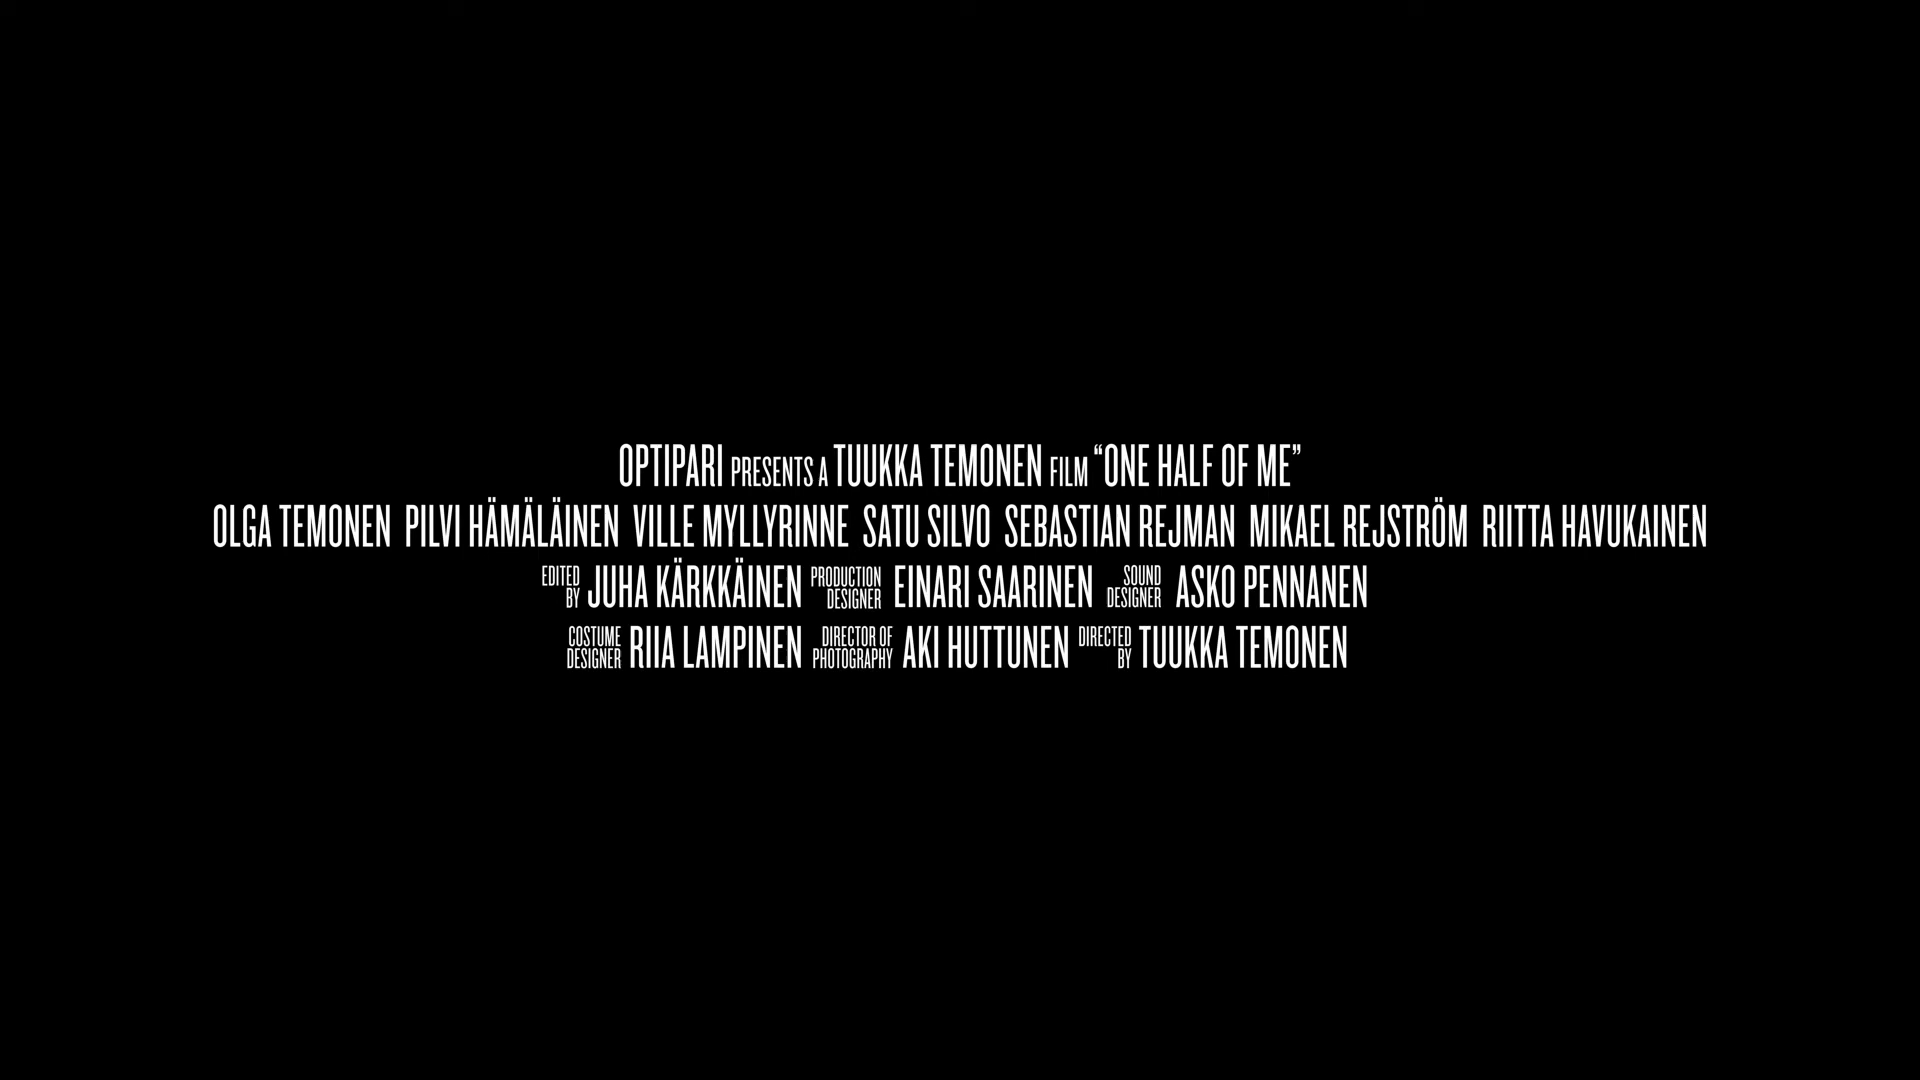 OPTIPARI PRESENTS A TUUKKA TEMONEN FILM “ONE HALF OF ME”
OLGA TEMONEN PILVI HÄMÄLÄINEN VILLE MYLLYRINNE SATU SILVO SEBASTIAN REJMAN MIKAEL REJSTRÖM RIITTA HAVUKAINEN
EDITED BY JUHA KÄRKKÄINEN PRODUCTION DESIGNER EINARI SAARINEN SOUND DESIGNER ASKO PENNANEN
COSTUME DESIGNER RIIA LAMPINEN DIRECTOR OF PHOTOGRAPHY AKI HUTTUNEN DIRECTED BY TUUKKA TEMONEN